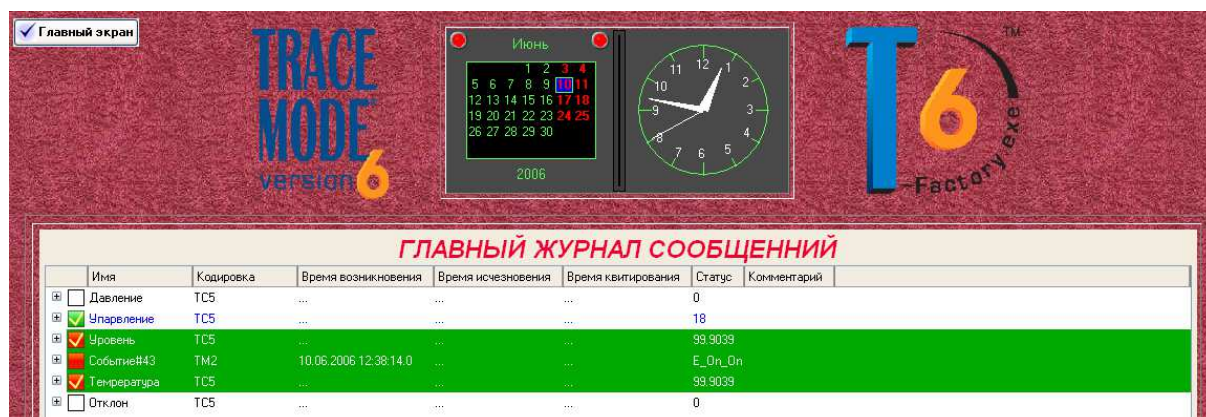 Главный экран
TRACE
MODE®
version 6
Июнь
1 2 3 4
5 6 7 8 9 10 11
12 13 14 15 16 17 18
19 20 21 22 23 24 25
26 27 28 29 30
2006
12 1 2 3 4 5 6 7 8 9 10 11
T6 TM
-Factory.exe
ГЛАВНЫЙ ЖУРНАЛ СООБЩЕННИЙ
Имя Кодировка Время возникновения Время исчезновения Время квитирования Статус Комментарий
Давление TC5 ... ... ... 0
Упарвление TC5 ... ... ... 18
Уровень TC5 ... ... ... 99.9039
Событие#43 TM2 10.06.2006 12:38:14.0 ... ... E_On_On
Темрература TC5 ... ... ... 99.9039
Отклон TC5 ... ... ... 0